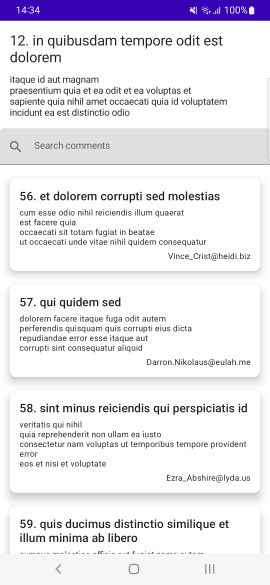 14:34
100%
12. in quibusdam tempore odit est
dolorem
itaque id aut magnam
praesentium quia et ea odit et ea voluptas et
sapiente quia nihil amet occaecati quia id voluptatem
incidunt ea est distinctio odio
Search comments
56. et dolorem corrupti sed molestias
cum esse odio nihil reiciendis illum quaerat
est facere quia
occaecati sit totam fugiat in beatae
ut occaecati unde vitae nihil quidem consequatur
Vince_Crist@heidi.biz
57. qui quidem sed
dolorem facere itaque fuga odit autem
perferendis quisquam quis corrupti eius dicta
repudiandae error esse itaque aut
corrupti sint consequatur aliquid
Darron.Nikolaus@eulah.me
58. sint minus reiciendis qui perspiciatis id
veritatis qui nihil
quia reprehenderit non ullam ea iusto
consectetur nam voluptas ut temporibus tempore provident
error
eos et nisi et voluptate
Ezra_Abshire@lyda.us
59. quis ducimus distinctio similique et
illum minima ab libero